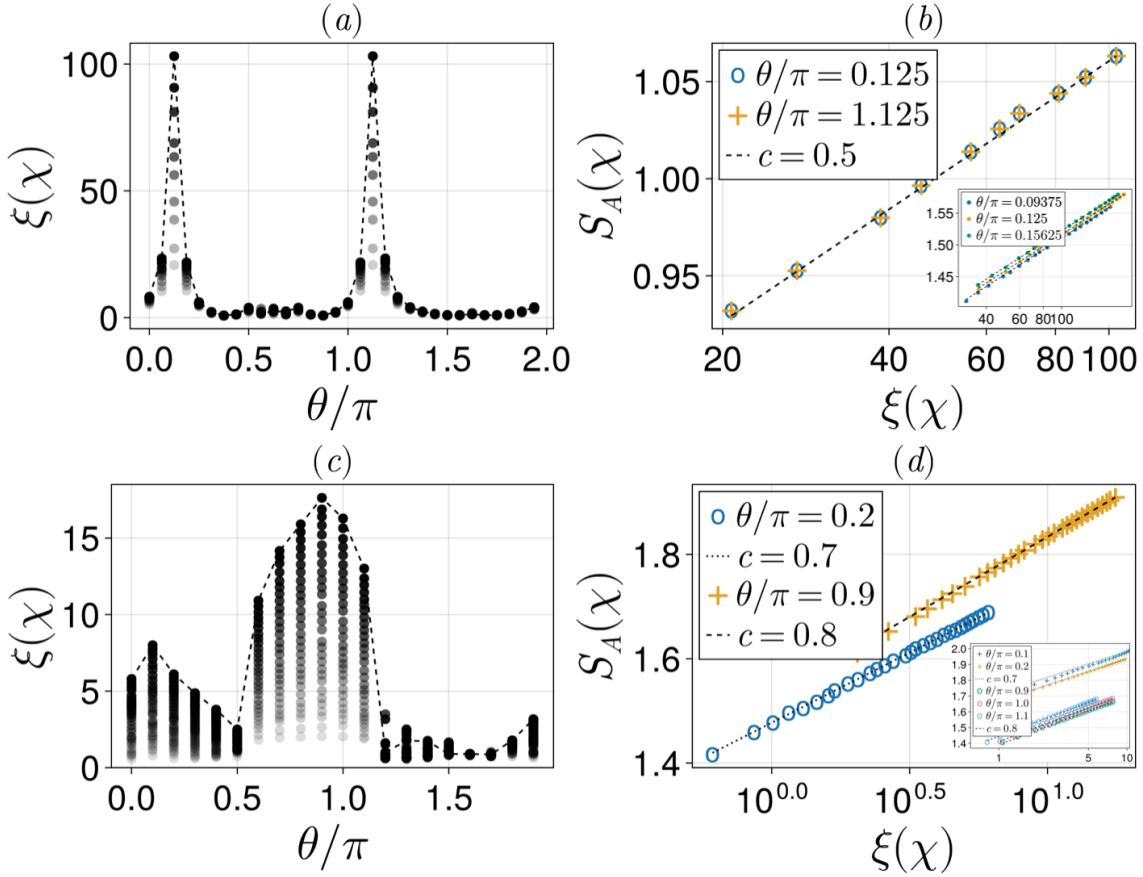 (a)
ξ(χ)
100
50
0
0.0 0.5 1.0 1.5 2.0
θ/π
(b)
S_A(χ)
1.05
1.00
0.95
θ/π = 0.125
θ/π = 1.125
c = 0.5
θ/π = 0.09375
θ/π = 0.125
θ/π = 0.15625
1.55
1.50
1.45
40 60 80 100
20 40 60 80 100
ξ(χ)
(c)
ξ(χ)
15
10
5
0
0.0 0.5 1.0 1.5
θ/π
(d)
S_A(χ)
1.8
1.6
1.4
θ/π = 0.2
c = 0.7
θ/π = 0.9
c = 0.8
2.0
1.9
1.8
1.7
1.6
1.5
1.4
θ/π = 0.1
θ/π = 0.2
c = 0.7
θ/π = 0.9
θ/π = 1.0
θ/π = 1.1
c = 0.8
1 5 10
10^0.0 10^0.5 10^1.0
ξ(χ)